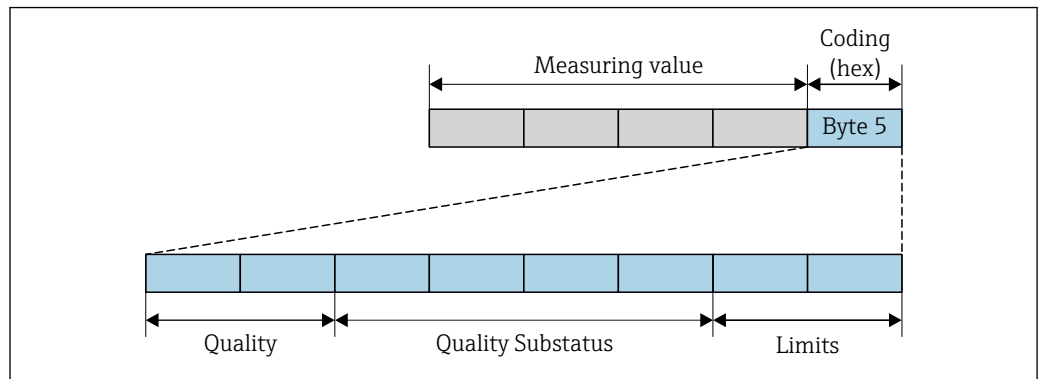 Coding
(hex)
Measuring value
Byte 5
Quality
Quality Substatus
Limits